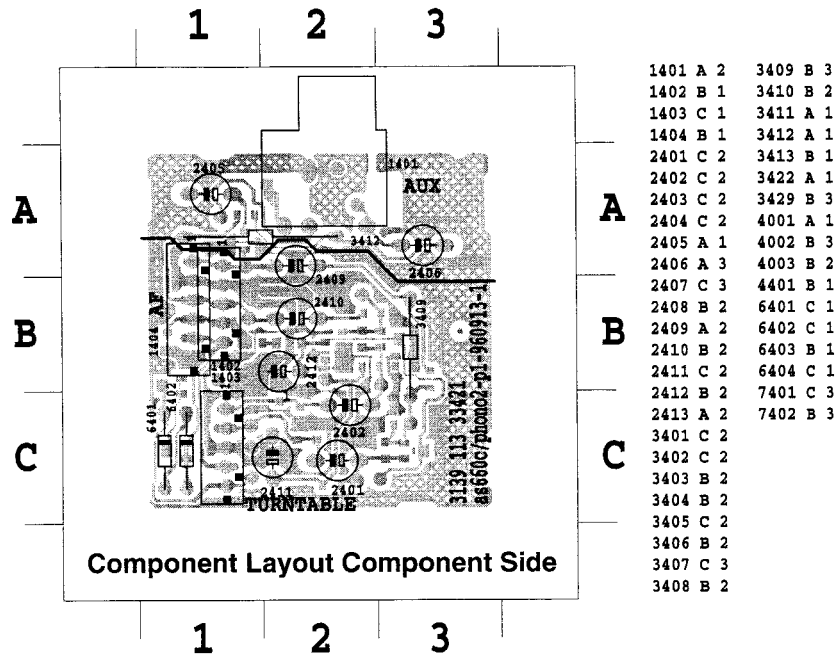 1 2 3
1401 A 2
1402 B 1
1403 C 1
1404 B 1
2401 C 2
2402 C 2
2403 C 2
2404 C 2
2405 A 1
2406 A 3
2407 C 3
2408 B 2
2409 A 2
2410 B 2
2411 C 2
2412 B 2
2413 A 2
3401 C 2
3402 C 2
3403 B 2
3404 B 2
3405 C 2
3406 B 2
3407 C 3
3408 B 2
3409 B 3
3410 B 2
3411 A 1
3412 A 1
3413 B 1
3422 A 1
3429 B 3
4001 A 1
4002 B 3
4003 B 2
4401 B 1
6401 C 1
6402 C 1
6403 B 1
6404 C 1
7401 C 3
7402 B 3
2405
1401
AUX
A A
3412
2406
2409
2410
3409
AF
B B
1404
1402
1403
2412
6401
6402
2402
C C
2411
2401
TURNTABLE
3139 113 33421
as660c/phono2-p1-960913-1
Component Layout Component Side
1 2 3